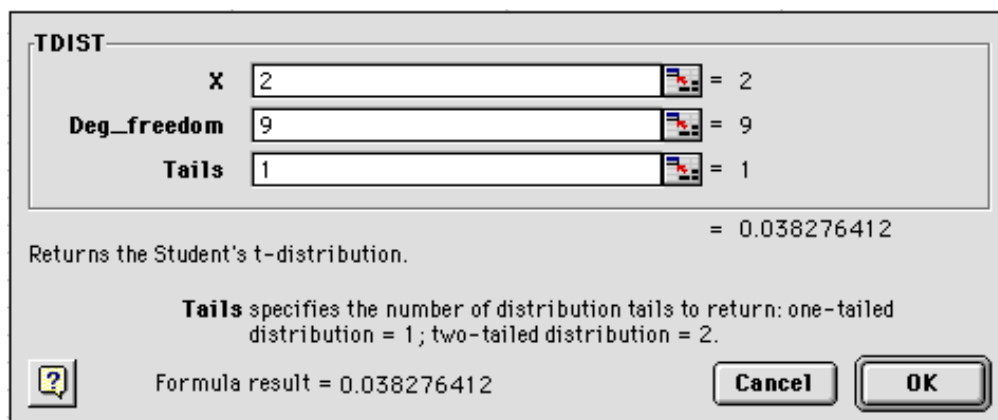 TDIST
X 2 = 2
Deg_freedom 9 = 9
Tails 1 = 1
= 0.038276412
Returns the Student's t-distribution.
Tails specifies the number of distribution tails to return: one-tailed
distribution = 1; two-tailed distribution = 2.
? Formula result = 0.038276412 Cancel OK